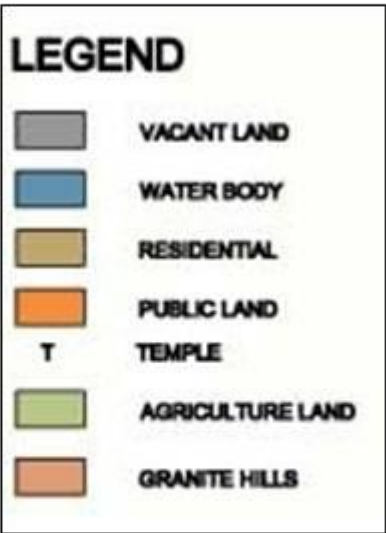 LEGEND
VACANT LAND
WATER BODY
RESIDENTIAL
PUBLIC LAND
T TEMPLE
AGRICULTURE LAND
GRANITE HILLS